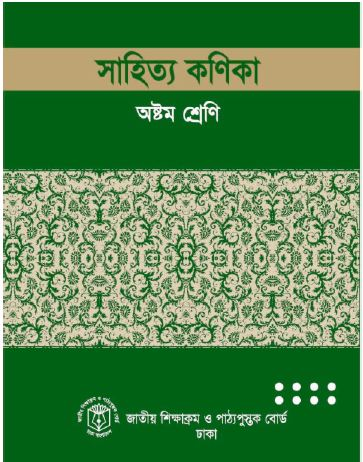 সাহিত্য কণিকা
অষ্টম শ্রেণি
জাতীয় শিক্ষাক্রম ও পাঠ্যপুস্তক বোর্ড
ঢাকা